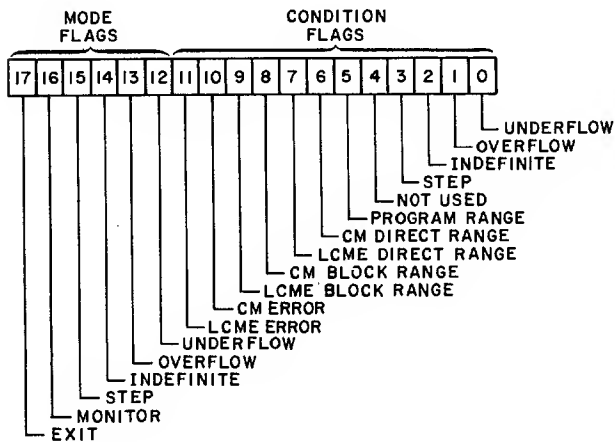 MODE FLAGS
CONDITION FLAGS
17 16 15 14 13 12 11 10 9 8 7 6 5 4 3 2 1 0
UNDERFLOW
OVERFLOW
INDEFINITE
STEP
NOT USED
PROGRAM RANGE
CM DIRECT RANGE
LCME DIRECT RANGE
CM BLOCK RANGE
LCME BLOCK RANGE
CM ERROR
LCME ERROR
UNDERFLOW
OVERFLOW
INDEFINITE
STEP
MONITOR
EXIT